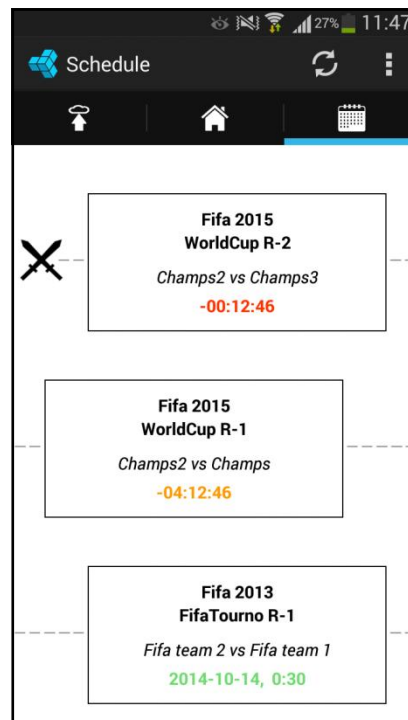 27% 11:47
Schedule
Fifa 2015
WorldCup R-2
Champs2 vs Champs3
-00:12:46
Fifa 2015
WorldCup R-1
Champs2 vs Champs
-04:12:46
Fifa 2013
FifaTourno R-1
Fifa team 2 vs Fifa team 1
2014-10-14, 0:30